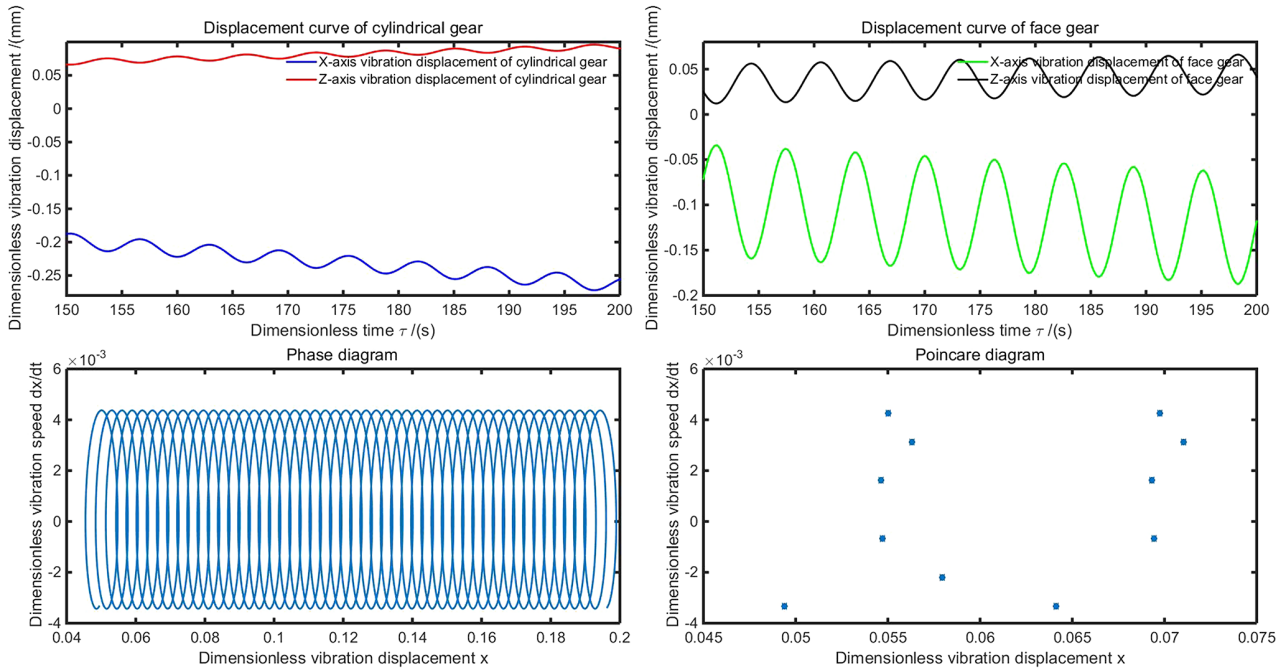 Displacement curve of cylindrical gear
Dimensionless vibration displacement /(mm)
0.05
0
-0.05
-0.1
-0.15
-0.2
-0.25
X-axis vibration displacement of cylindrical gear
Z-axis vibration displacement of cylindrical gear
150 155 160 165 170 175 180 185 190 195 200
Dimensionless time τ /(s)
Displacement curve of face gear
Dimensionless vibration displacement /(mm)
0.05
0
-0.05
-0.1
-0.15
-0.2
X-axis vibration displacement of face gear
Z-axis vibration displacement of face gear
150 155 160 165 170 175 180 185 190 195 200
Dimensionless time τ /(s)
Phase diagram
×10⁻³
Dimensionless vibration speed dx/dt
6
4
2
0
-2
-4
0.04 0.06 0.08 0.1 0.12 0.14 0.16 0.18 0.2
Dimensionless vibration displacement x
Poincare diagram
×10⁻³
Dimensionless vibration speed dx/dt
6
4
2
0
-2
-4
0.045 0.05 0.055 0.06 0.065 0.07 0.075
Dimensionless vibration displacement x